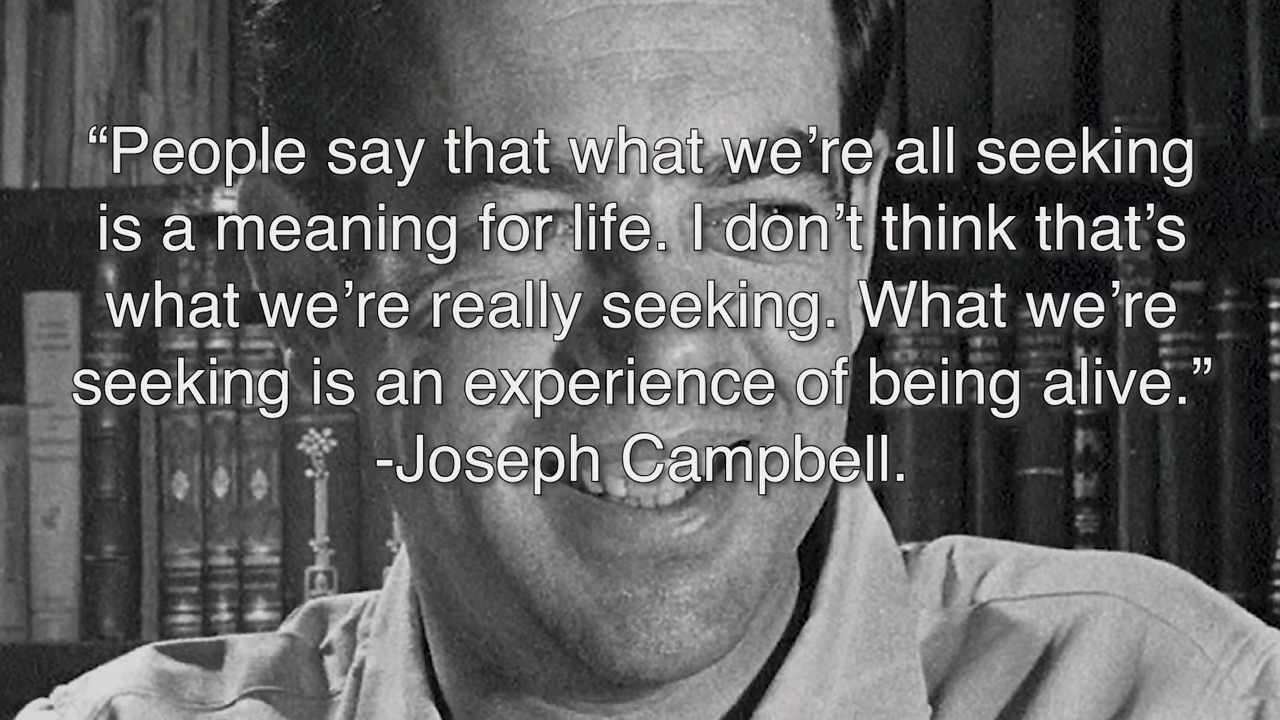 “People say that what we’re all seeking
is a meaning for life. I don’t think that’s
what we’re really seeking. What we’re
seeking is an experience of being alive.”
-Joseph Campbell.